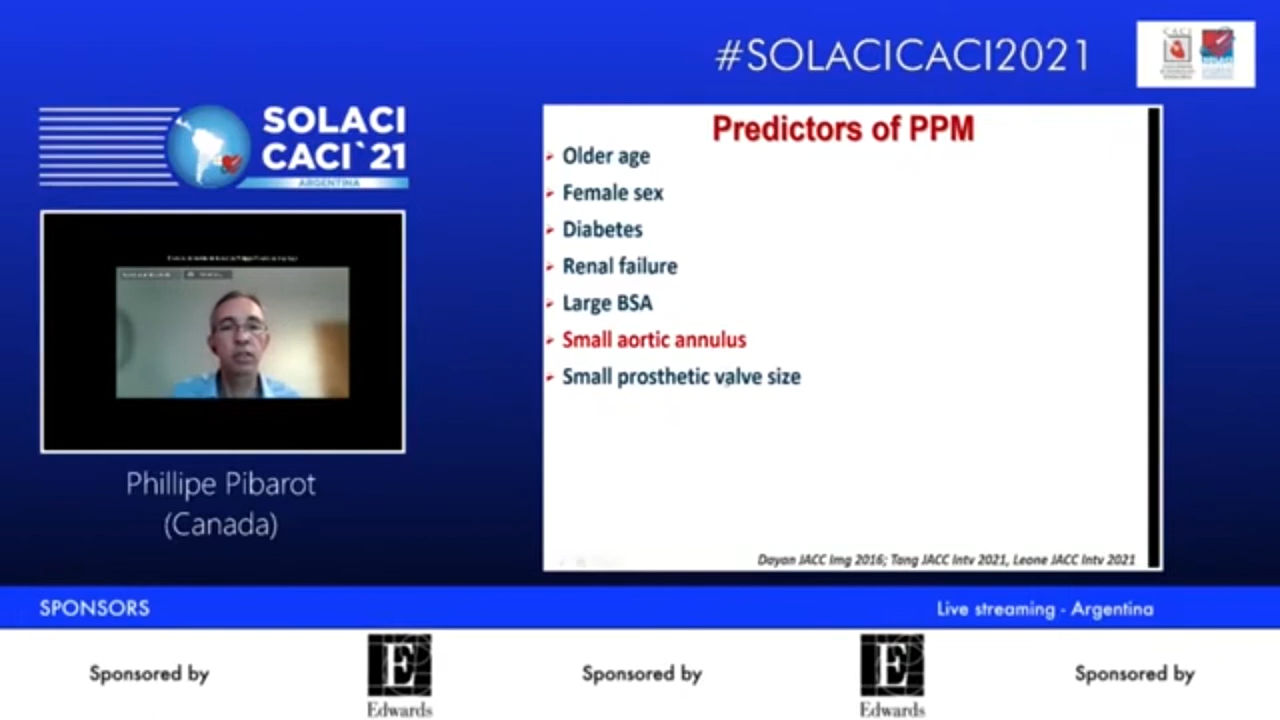 #SOLACICACI2021
CACI
SOLACI
SOLACI
CACI`21
ARGENTINA
Phillipe Pibarot
(Canada)
Predictors of PPM
Older age
Female sex
Diabetes
Renal failure
Large BSA
Small aortic annulus
Small prosthetic valve size
Dayan JACC Img 2016; Tang JACC Intv 2021, Leone JACC Intv 2021
SPONSORS
Live streaming - Argentina
Sponsored by
E
Edwards
Sponsored by
E
Edwards
Sponsored by